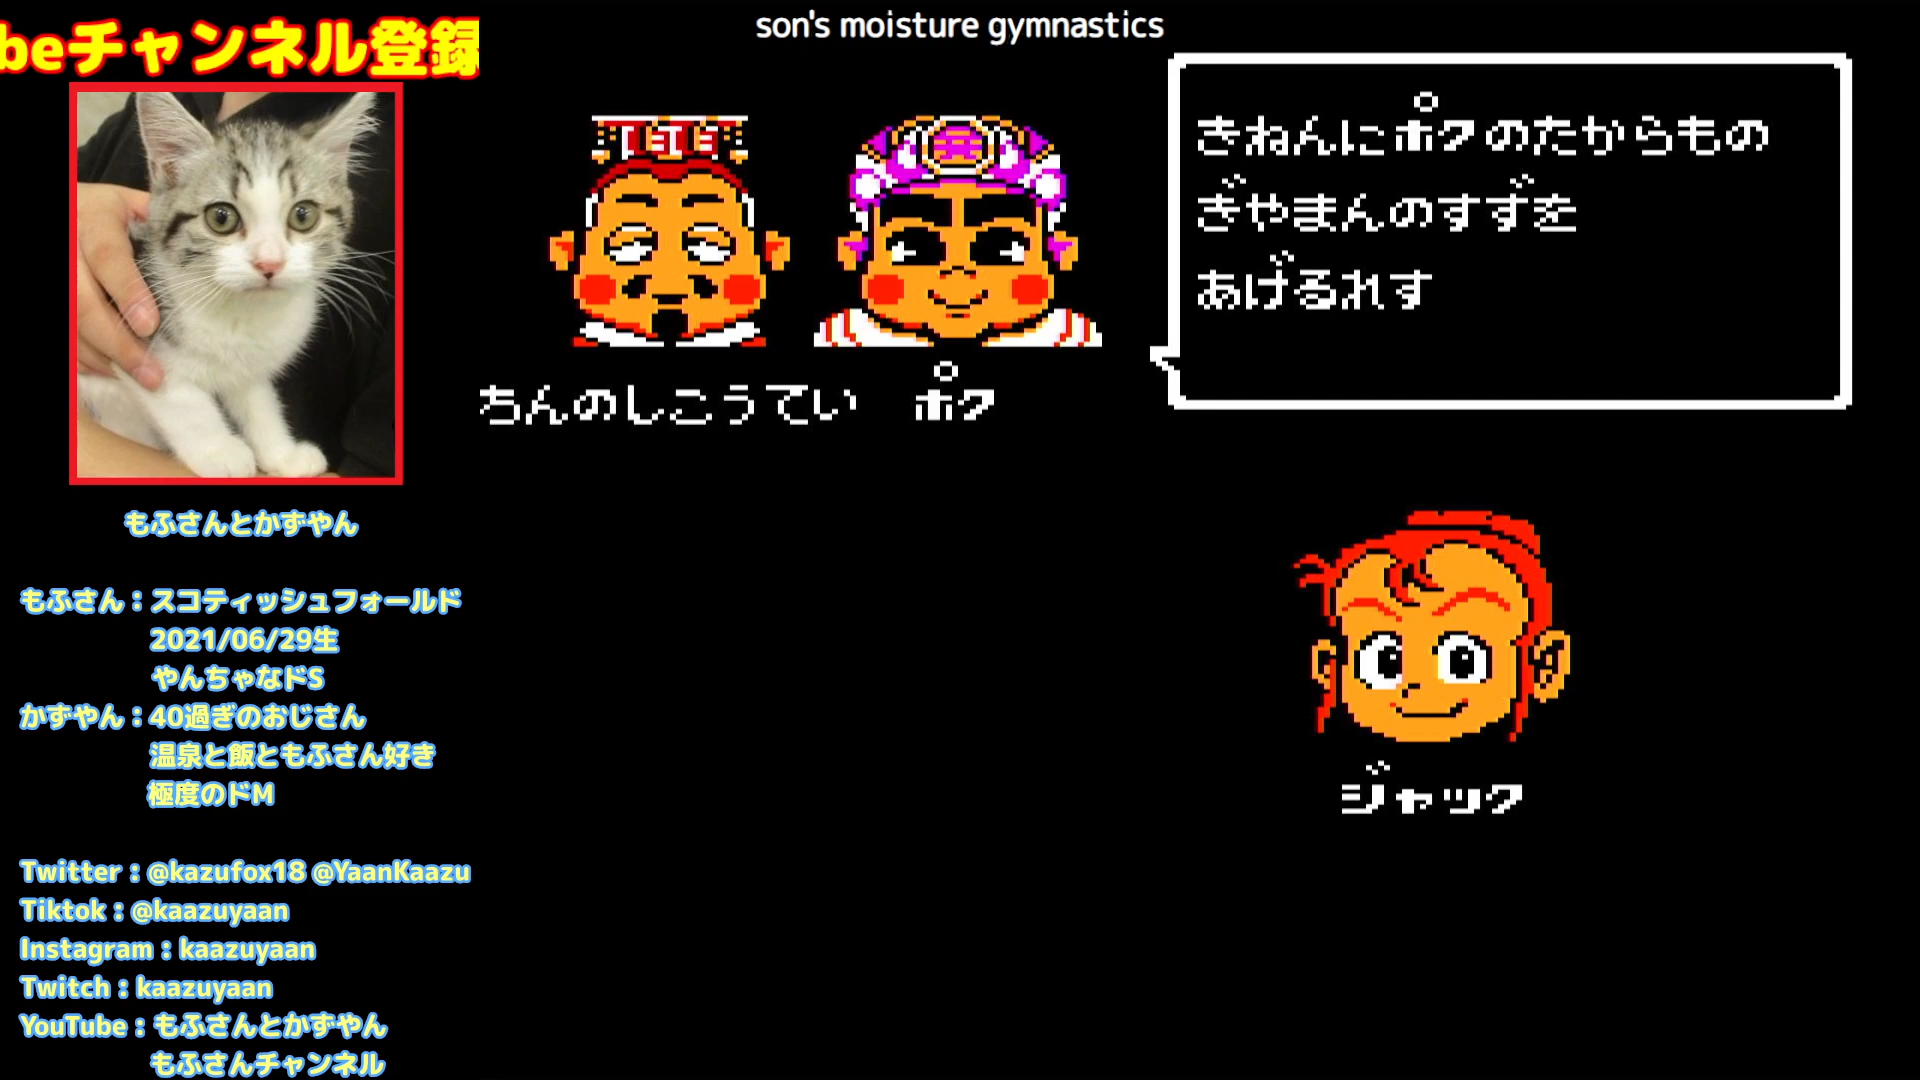 beチャンネル登録
son's moisture gymnastics
きねんにポクのたからもの
ぎやまんのすずを
あげるれす
ちんのしこうてい ポク
ジャック
もふさんとかずやん
もふさん：スコティッシュフォールド
2021/06/29生
やんちゃなドS
かずやん：40過ぎのおじさん
温泉と飯ともふさん好き
極度のドM
Twitter：@kazufox18 @YaanKaazu
Tiktok：@kaazuyaan
Instagram：kaazuyaan
Twitch：kaazuyaan
YouTube：もふさんとかずやん
もふさんチャンネル